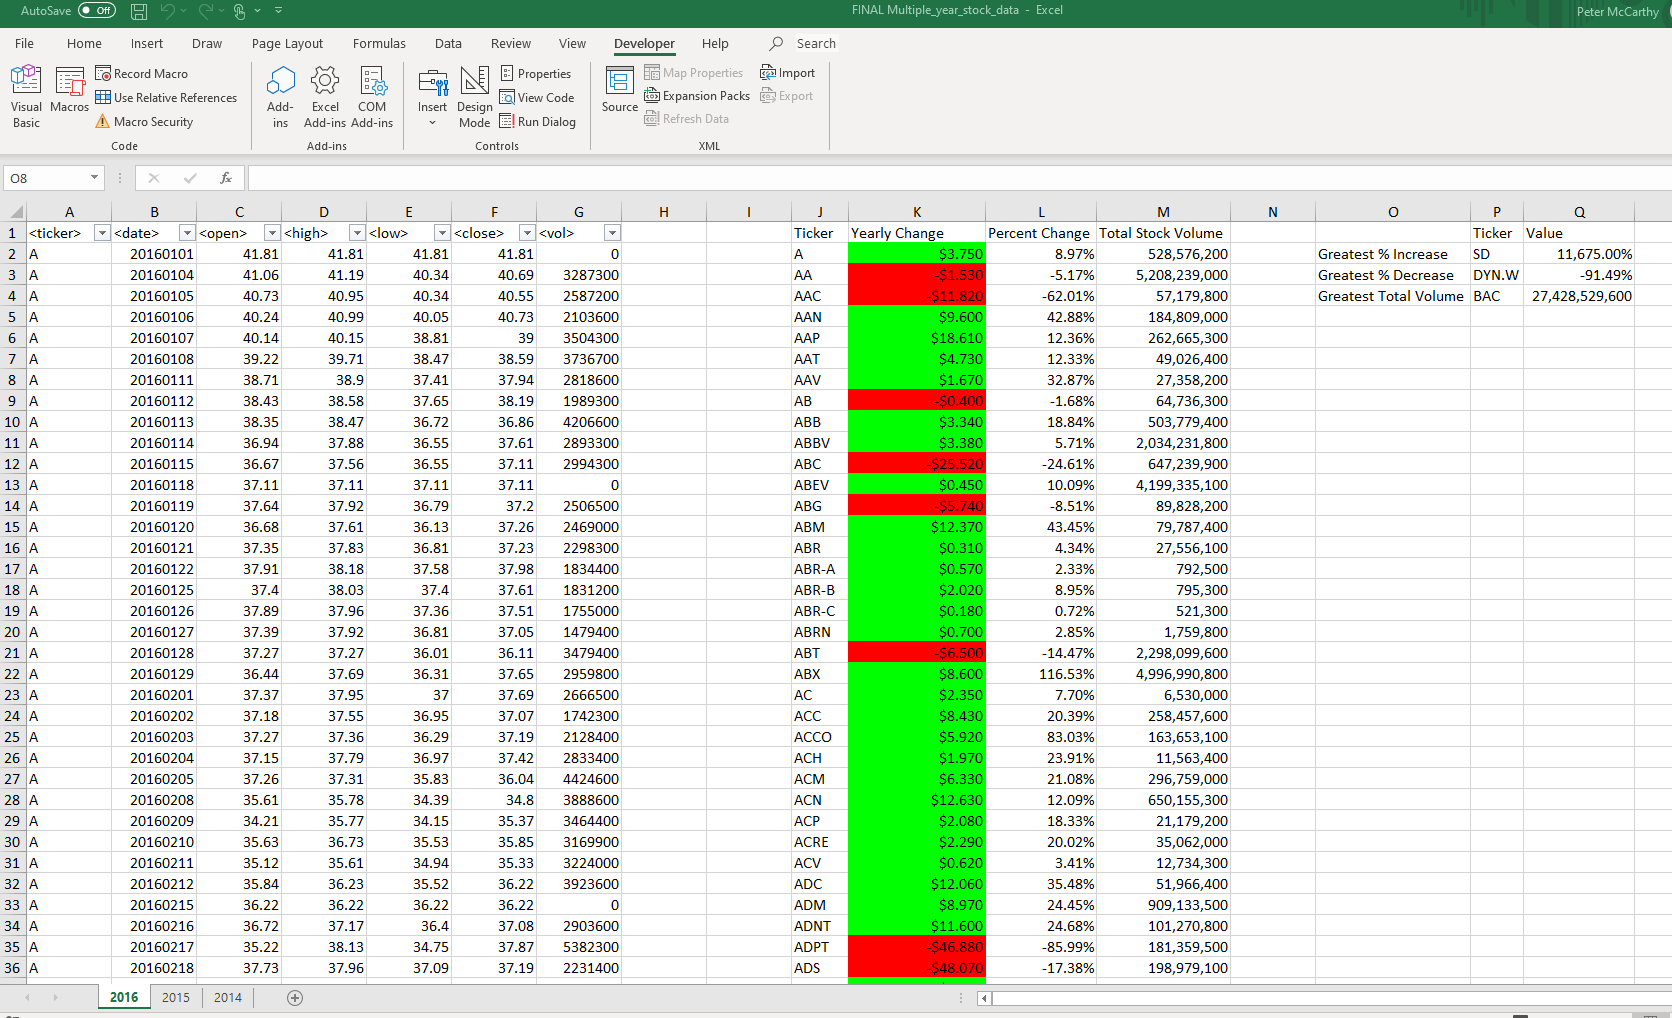 AutoSave Off FINAL Multiple_year_stock_data - Excel Peter McCarthy
File Home Insert Draw Page Layout Formulas Data Review View Developer Help Search
Visual Basic
Macros
Record Macro
Use Relative References
Macro Security
Code
Add-ins
Excel Add-ins
COM Add-ins
Add-ins
Insert
Design Mode
Properties
View Code
Run Dialog
Controls
Source
Map Properties
Expansion Packs
Refresh Data
Import
Export
XML
O8 fx
A B C D E F G H I J K L M N O P Q
1 <ticker> <date> <open> <high> <low> <close> <vol> Ticker Yearly Change Percent Change Total Stock Volume Ticker Value
2 A 20160101 41.81 41.81 41.81 41.81 0 A $3.750 8.97% 528,576,200 Greatest % Increase SD 11,675.00%
3 A 20160104 41.06 41.19 40.34 40.69 3287300 AA -$1.530 -5.17% 5,208,239,000 Greatest % Decrease DYN.W -91.49%
4 A 20160105 40.73 40.95 40.34 40.55 2587200 AAC -$11.820 -62.01% 57,179,800 Greatest Total Volume BAC 27,428,529,600
5 A 20160106 40.24 40.99 40.05 40.73 2103600 AAN $9.600 42.88% 184,809,000
6 A 20160107 40.14 40.15 38.81 39 3504300 AAP $18.610 12.36% 262,665,300
7 A 20160108 39.22 39.71 38.47 38.59 3736700 AAT $4.730 12.33% 49,026,400
8 A 20160111 38.71 38.9 37.41 37.94 2818600 AAV $1.670 32.87% 27,358,200
9 A 20160112 38.43 38.58 37.65 38.19 1989300 AB -$0.400 -1.68% 64,736,300
10 A 20160113 38.35 38.47 36.72 36.86 4206600 ABB $3.340 18.84% 503,779,400
11 A 20160114 36.94 37.88 36.55 37.61 2893300 ABBV $3.380 5.71% 2,034,231,800
12 A 20160115 36.67 37.56 36.55 37.11 2994300 ABC -$25.520 -24.61% 647,239,900
13 A 20160118 37.11 37.11 37.11 37.11 0 ABEV $0.450 10.09% 4,199,335,100
14 A 20160119 37.64 37.92 36.79 37.2 2506500 ABG -$5.740 -8.51% 89,828,200
15 A 20160120 36.68 37.61 36.13 37.26 2469000 ABM $12.370 43.45% 79,787,400
16 A 20160121 37.35 37.83 36.81 37.23 2298300 ABR $0.310 4.34% 27,556,100
17 A 20160122 37.91 38.18 37.58 37.98 1834400 ABR-A $0.570 2.33% 792,500
18 A 20160125 37.4 38.03 37.4 37.61 1831200 ABR-B $2.020 8.95% 795,300
19 A 20160126 37.89 37.96 37.36 37.51 1755000 ABR-C $0.180 0.72% 521,300
20 A 20160127 37.39 37.92 36.81 37.05 1479400 ABRN $0.700 2.85% 1,759,800
21 A 20160128 37.27 37.27 36.01 36.11 3479400 ABT -$6.500 -14.47% 2,298,099,600
22 A 20160129 36.44 37.69 36.31 37.65 2959800 ABX $8.600 116.53% 4,996,990,800
23 A 20160201 37.37 37.95 37 37.69 2666500 AC $2.350 7.70% 6,530,000
24 A 20160202 37.18 37.55 36.95 37.07 1742300 ACC $8.430 20.39% 258,457,600
25 A 20160203 37.27 37.36 36.29 37.19 2128400 ACCO $5.920 83.03% 163,653,100
26 A 20160204 37.15 37.79 36.97 37.42 2833400 ACH $1.970 23.91% 11,563,400
27 A 20160205 37.26 37.31 35.83 36.04 4424600 ACM $6.330 21.08% 296,759,000
28 A 20160208 35.61 35.78 34.39 34.8 3888600 ACN $12.630 12.09% 650,155,300
29 A 20160209 34.21 35.77 34.15 35.37 3464400 ACP $2.080 18.33% 21,179,200
30 A 20160210 35.63 36.73 35.53 35.85 3169900 ACRE $2.290 20.02% 35,062,000
31 A 20160211 35.12 35.61 34.94 35.33 3224000 ACV $0.620 3.41% 12,734,300
32 A 20160212 35.84 36.23 35.52 36.22 3923600 ADC $12.060 35.48% 51,966,400
33 A 20160215 36.22 36.22 36.22 36.22 0 ADM $8.970 24.45% 909,133,500
34 A 20160216 36.72 37.17 36.4 37.08 2903600 ADNT $11.600 24.68% 101,270,800
35 A 20160217 35.22 38.13 34.75 37.87 5382300 ADPT -$46.880 -85.99% 181,359,500
36 A 20160218 37.73 37.96 37.09 37.19 2231400 ADS -$48.070 -17.38% 198,979,100
2016 2015 2014